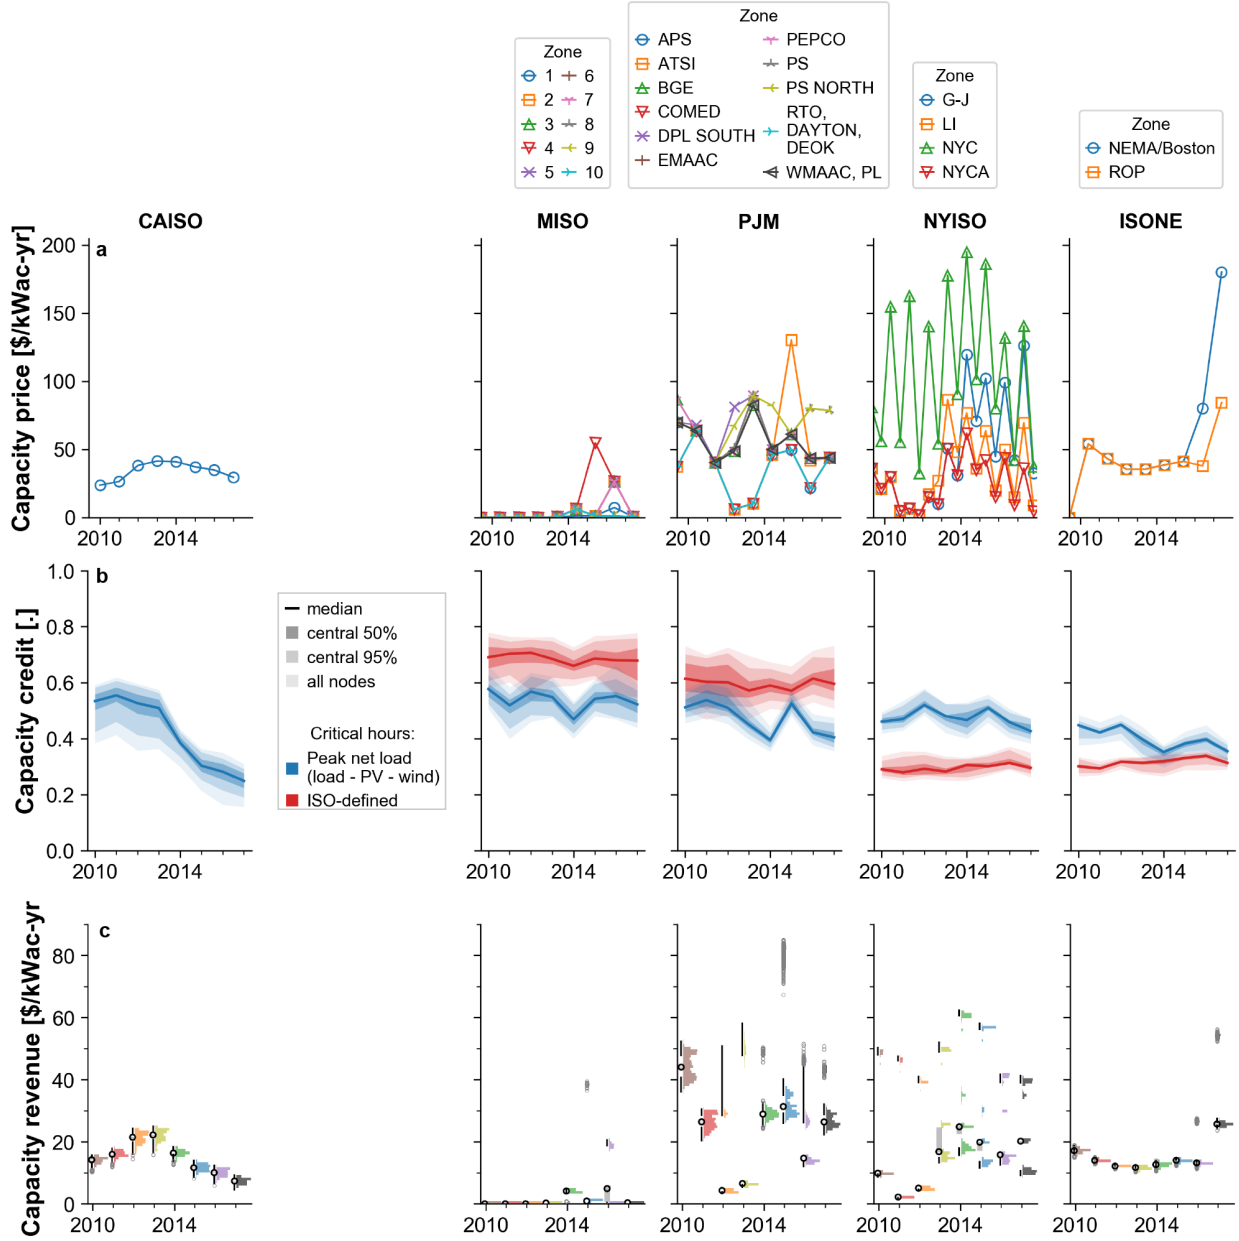 Zone
1 6
2 7
3 8
4 9
5 10
Zone
APS
ATSI
BGE
COMED
DPL SOUTH
EMAAC
PEPCO
PS
PS NORTH
RTO,
DAYTON,
DEOK
WMAAC, PL
Zone
G-J
LI
NYC
NYCA
Zone
NEMA/Boston
ROP
CAISO MISO PJM NYISO ISONE
a
Capacity price [$/kWac-yr]
200
150
100
50
0
2010 2014 2010 2014 2010 2014 2010 2014 2010 2014
b
Capacity credit [.]
1.0
0.8
0.6
0.4
0.2
0.0
median
central 50%
central 95%
all nodes
Critical hours:
Peak net load
(load - PV - wind)
ISO-defined
2010 2014 2010 2014 2010 2014 2010 2014 2010 2014
c
Capacity revenue [$/kWac-yr
80
60
40
20
0
2010 2014 2010 2014 2010 2014 2010 2014 2010 2014